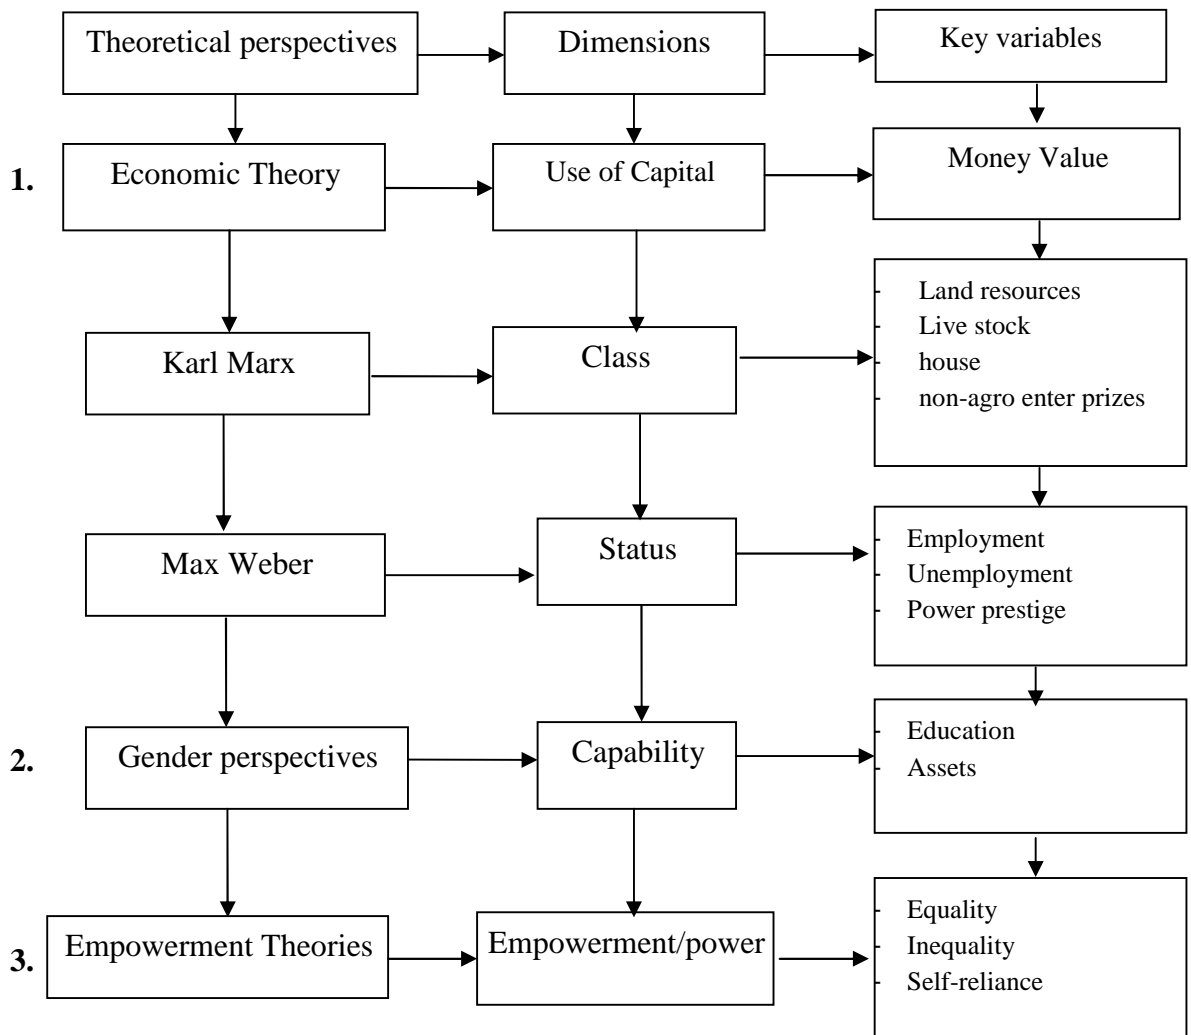 Theoretical perspectives
Dimensions
Key variables
1.
Economic Theory
Use of Capital
Money Value
Karl Marx
Class
- Land resources
- Live stock
- house
- non-agro enter prizes
Max Weber
Status
- Employment
- Unemployment
- Power prestige
2.
Gender perspectives
Capability
- Education
- Assets
3.
Empowerment Theories
Empowerment/power
- Equality
- Inequality
- Self-reliance